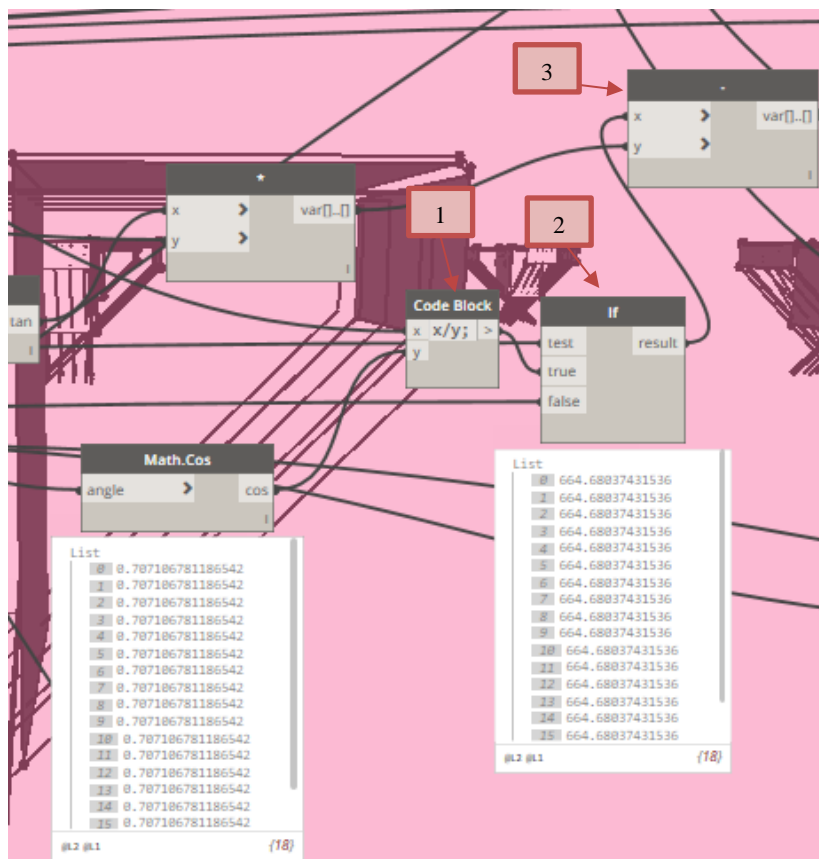 3
-
x > var[]..[]
y >
l
*
x > var[]..[]
y >
l
1
2
tan
l
Code Block
x x/y; >
y
If
test result
true
false
Math.Cos
angle > cos
l
List
0 0.707106781186542
1 0.707106781186542
2 0.707106781186542
3 0.707106781186542
4 0.707106781186542
5 0.707106781186542
6 0.707106781186542
7 0.707106781186542
8 0.707106781186542
9 0.707106781186542
10 0.707106781186542
11 0.707106781186542
12 0.707106781186542
13 0.707106781186542
14 0.707106781186542
15 0.707106781186542
@L2 @L1 {18}
List
0 664.68037431536
1 664.68037431536
2 664.68037431536
3 664.68037431536
4 664.68037431536
5 664.68037431536
6 664.68037431536
7 664.68037431536
8 664.68037431536
9 664.68037431536
10 664.68037431536
11 664.68037431536
12 664.68037431536
13 664.68037431536
14 664.68037431536
15 664.68037431536
@L2 @L1 {18}